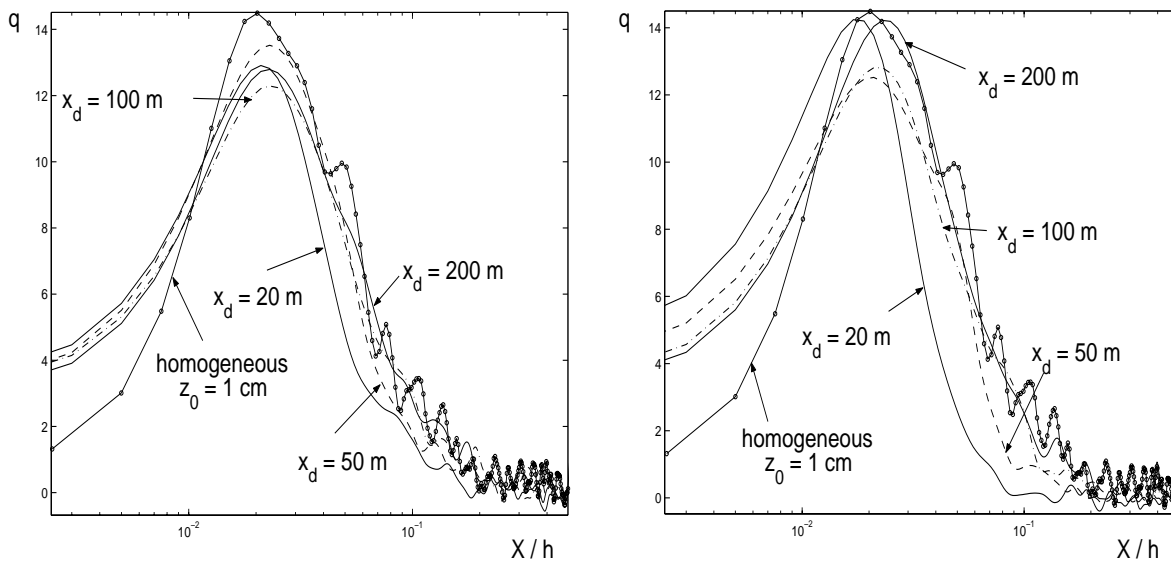 q
14
12
10
8
6
4
2
0
x_d = 100 m
x_d = 200 m
x_d = 20 m
homogeneous
z_0 = 1 cm
x_d = 50 m
10^-2
10^-1
X / h
q
14
12
10
8
6
4
2
0
x_d = 200 m
x_d = 100 m
x_d = 20 m
x_d = 50 m
homogeneous
z_0 = 1 cm
10^-2
10^-1
X / h